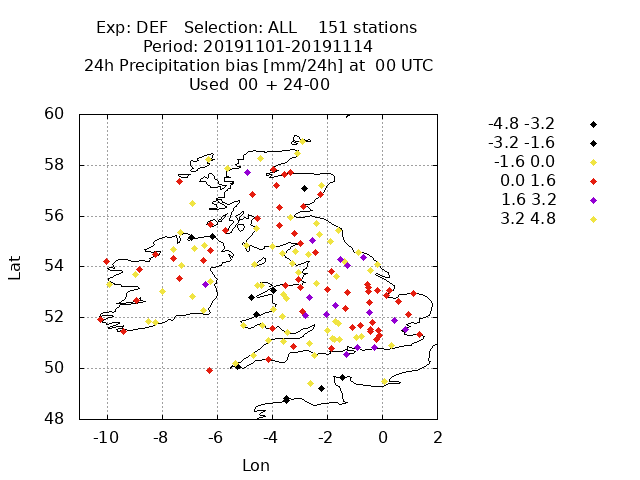 Exp: DEF Selection: ALL 151 stations
Period: 20191101-20191114
24h Precipitation bias [mm/24h] at 00 UTC
Used 00 + 24-00
-4.8 -3.2
-3.2 -1.6
-1.6 0.0
0.0 1.6
1.6 3.2
3.2 4.8
60
58
56
54
52
50
48
Lat
-10 -8 -6 -4 -2 0 2
Lon